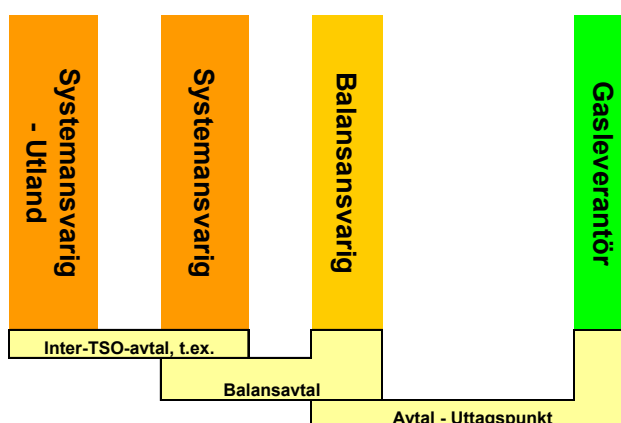 Systemansvarig
- Utland
Systemansvarig
Balansansvarig
Gasleverantör
Inter-TSO-avtal, t.ex.
Balansavtal
Avtal - Uttagspunkt